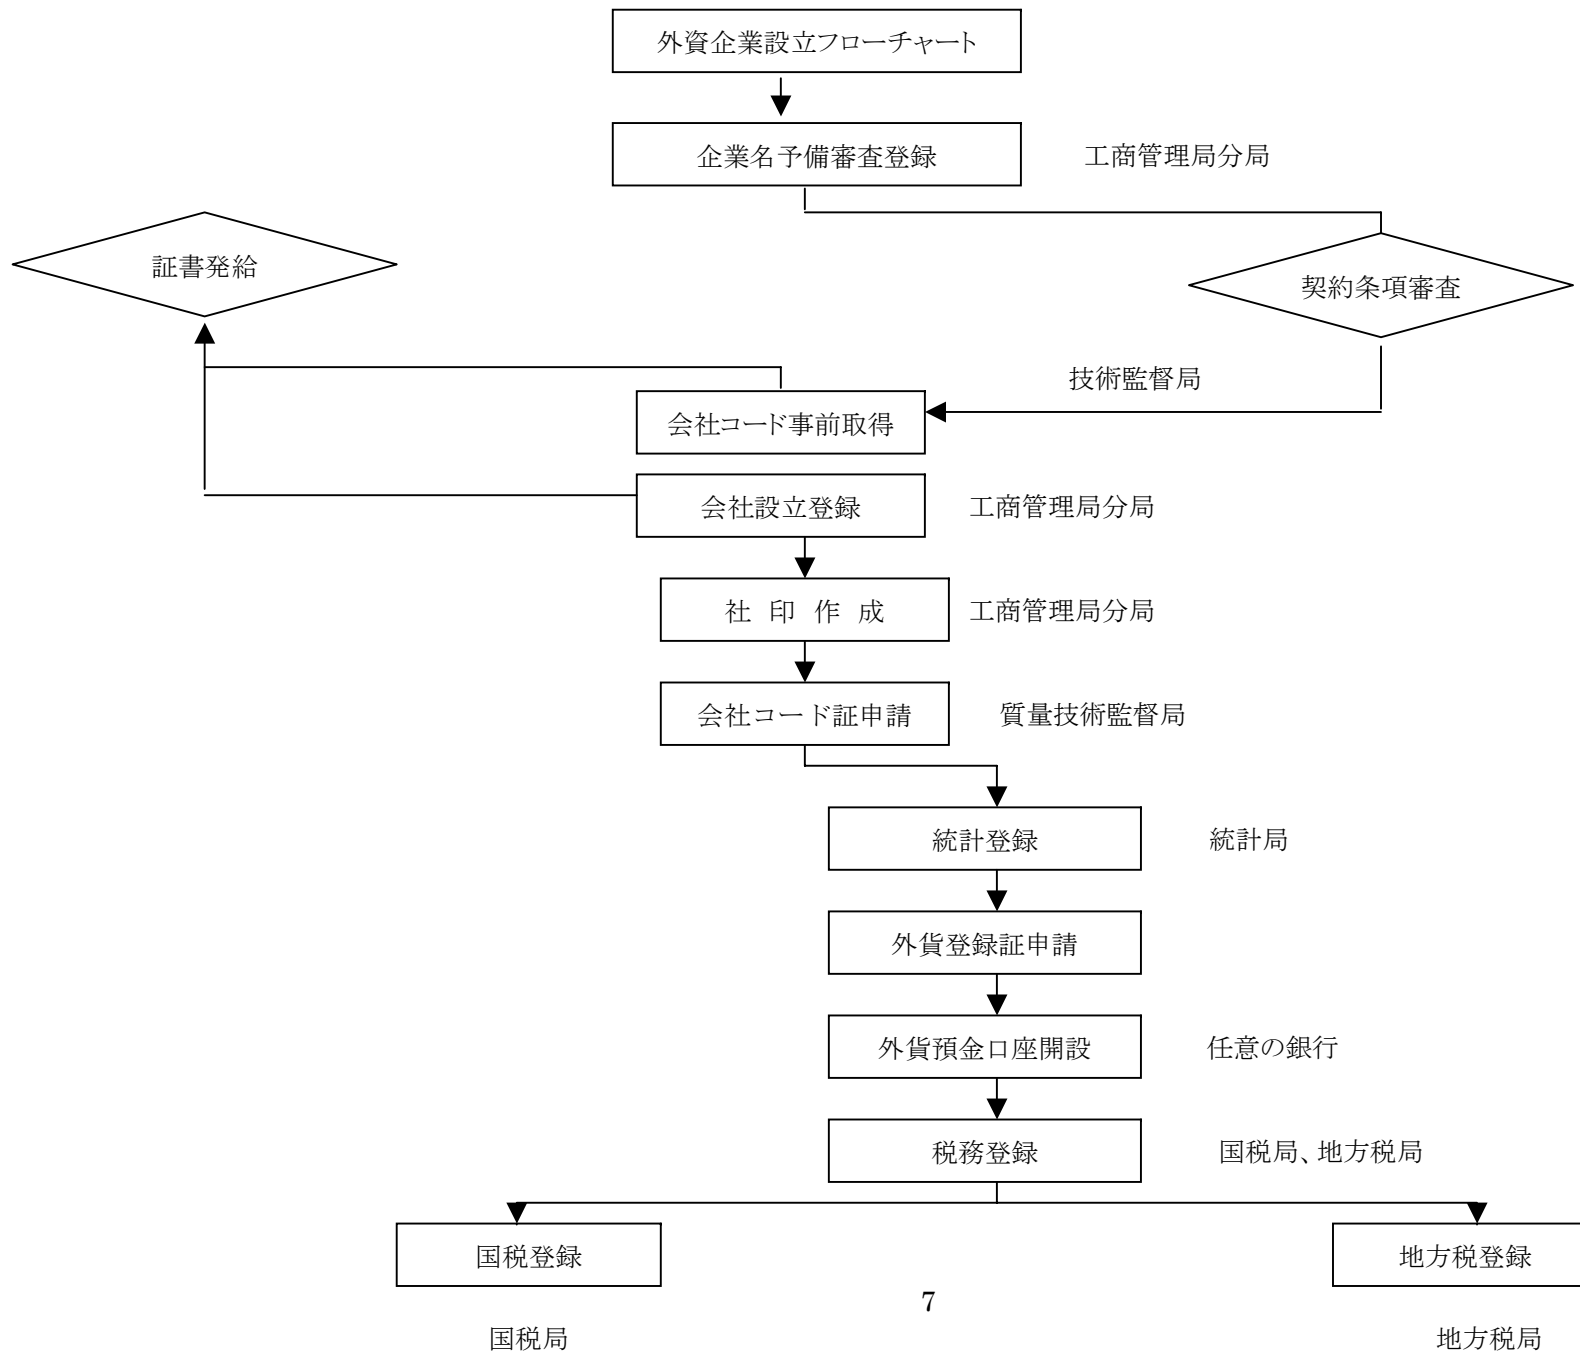 外資企業設立フローチャート
企業名予備審査登録
工商管理局分局
証書発給
契約条項審査
技術監督局
会社コード事前取得
会社設立登録
工商管理局分局
社 印 作 成
工商管理局分局
会社コード証申請
質量技術監督局
統計登録
統計局
外貨登録証申請
外貨預金口座開設
任意の銀行
税務登録
国税局、地方税局
国税登録
地方税登録
7
国税局
地方税局